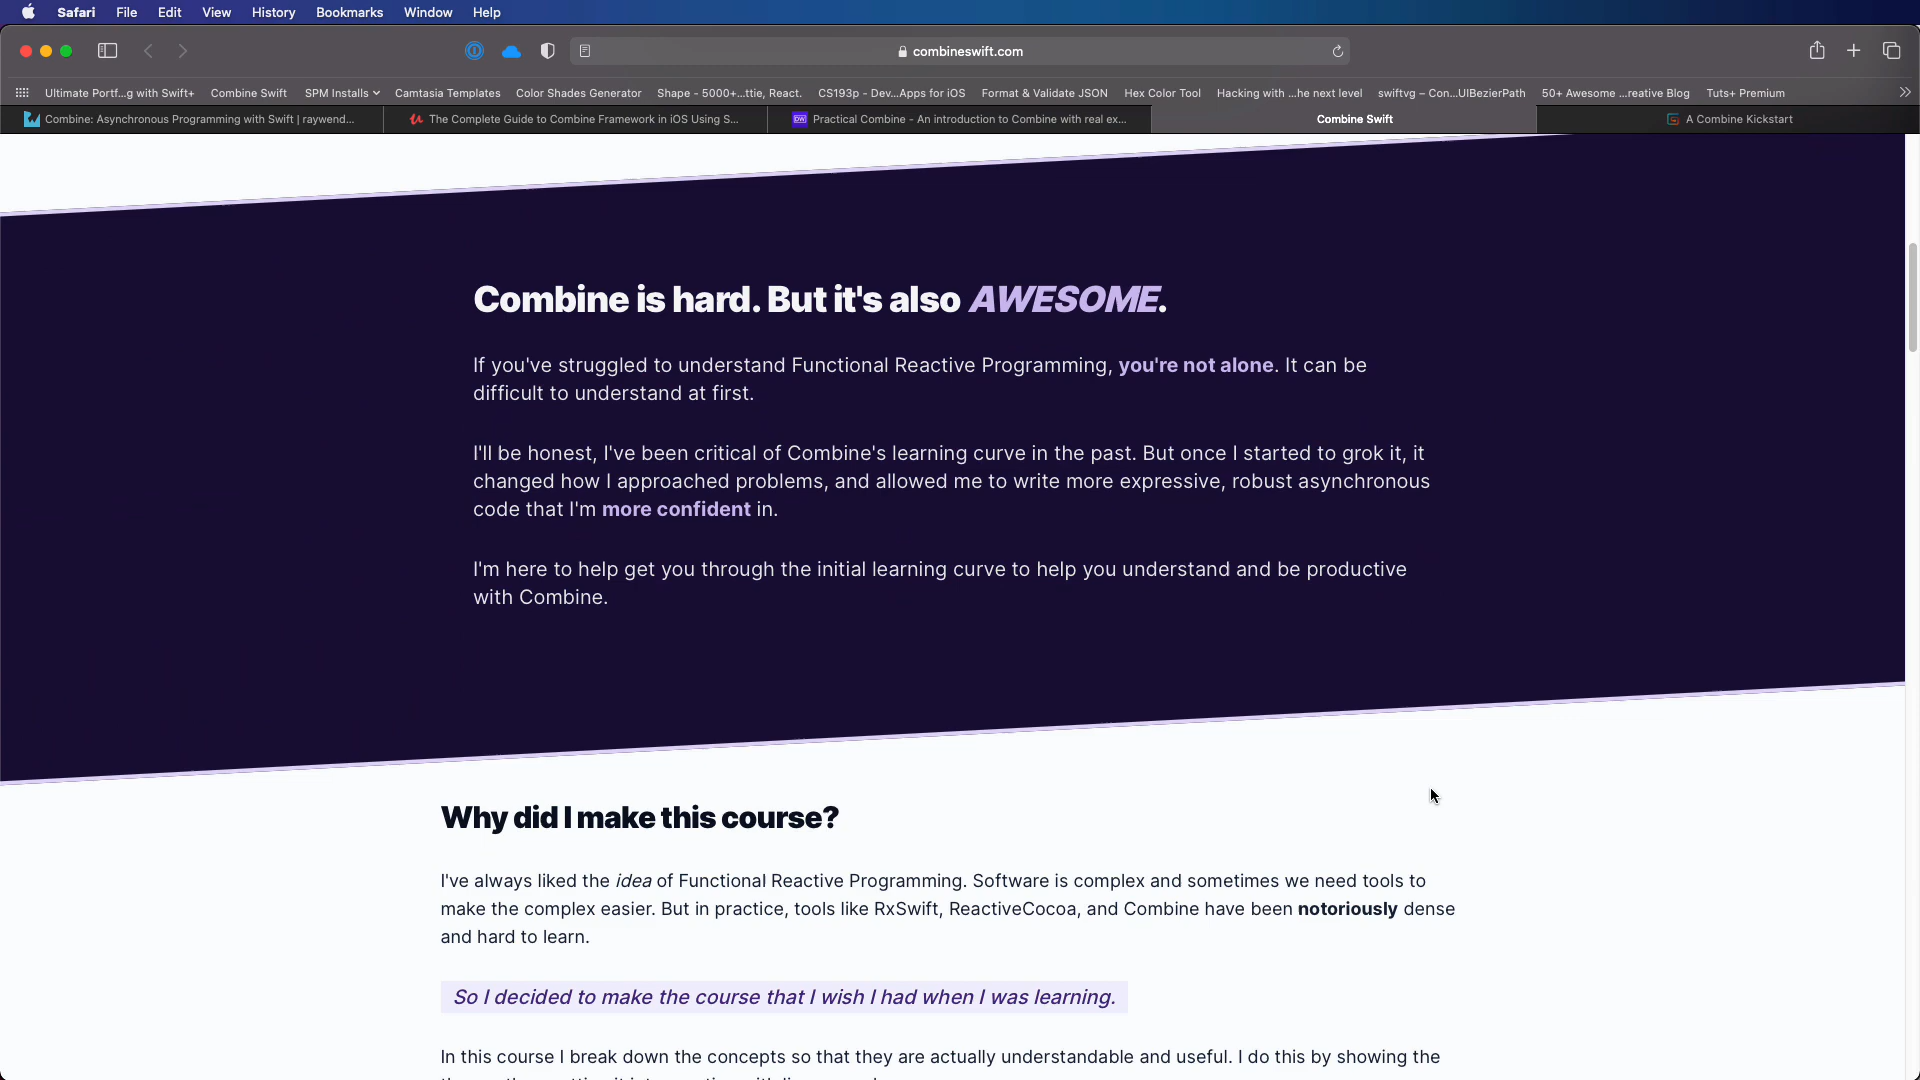 Safari File Edit View History Bookmarks Window Help
combineswift.com
Ultimate Portf...g with Swift+ Combine Swift SPM Installs Camtasia Templates Color Shades Generator Shape - 5000+...ttie, React. CS193p - Dev...Apps for iOS Format & Validate JSON Hex Color Tool Hacking with ...he next level swiftvg – Con...UIBezierPath 50+ Awesome ...reative Blog Tuts+ Premium
Combine: Asynchronous Programming with Swift | raywend... The Complete Guide to Combine Framework in iOS Using S... Practical Combine - An introduction to Combine with real ex... Combine Swift A Combine Kickstart
Combine is hard. But it's also AWESOME.
If you've struggled to understand Functional Reactive Programming, you're not alone. It can be
difficult to understand at first.
I'll be honest, I've been critical of Combine's learning curve in the past. But once I started to grok it, it
changed how I approached problems, and allowed me to write more expressive, robust asynchronous
code that I'm more confident in.
I'm here to help get you through the initial learning curve to help you understand and be productive
with Combine.
Why did I make this course?
I've always liked the idea of Functional Reactive Programming. Software is complex and sometimes we need tools to
make the complex easier. But in practice, tools like RxSwift, ReactiveCocoa, and Combine have been notoriously dense
and hard to learn.
So I decided to make the course that I wish I had when I was learning.
In this course I break down the concepts so that they are actually understandable and useful. I do this by showing the